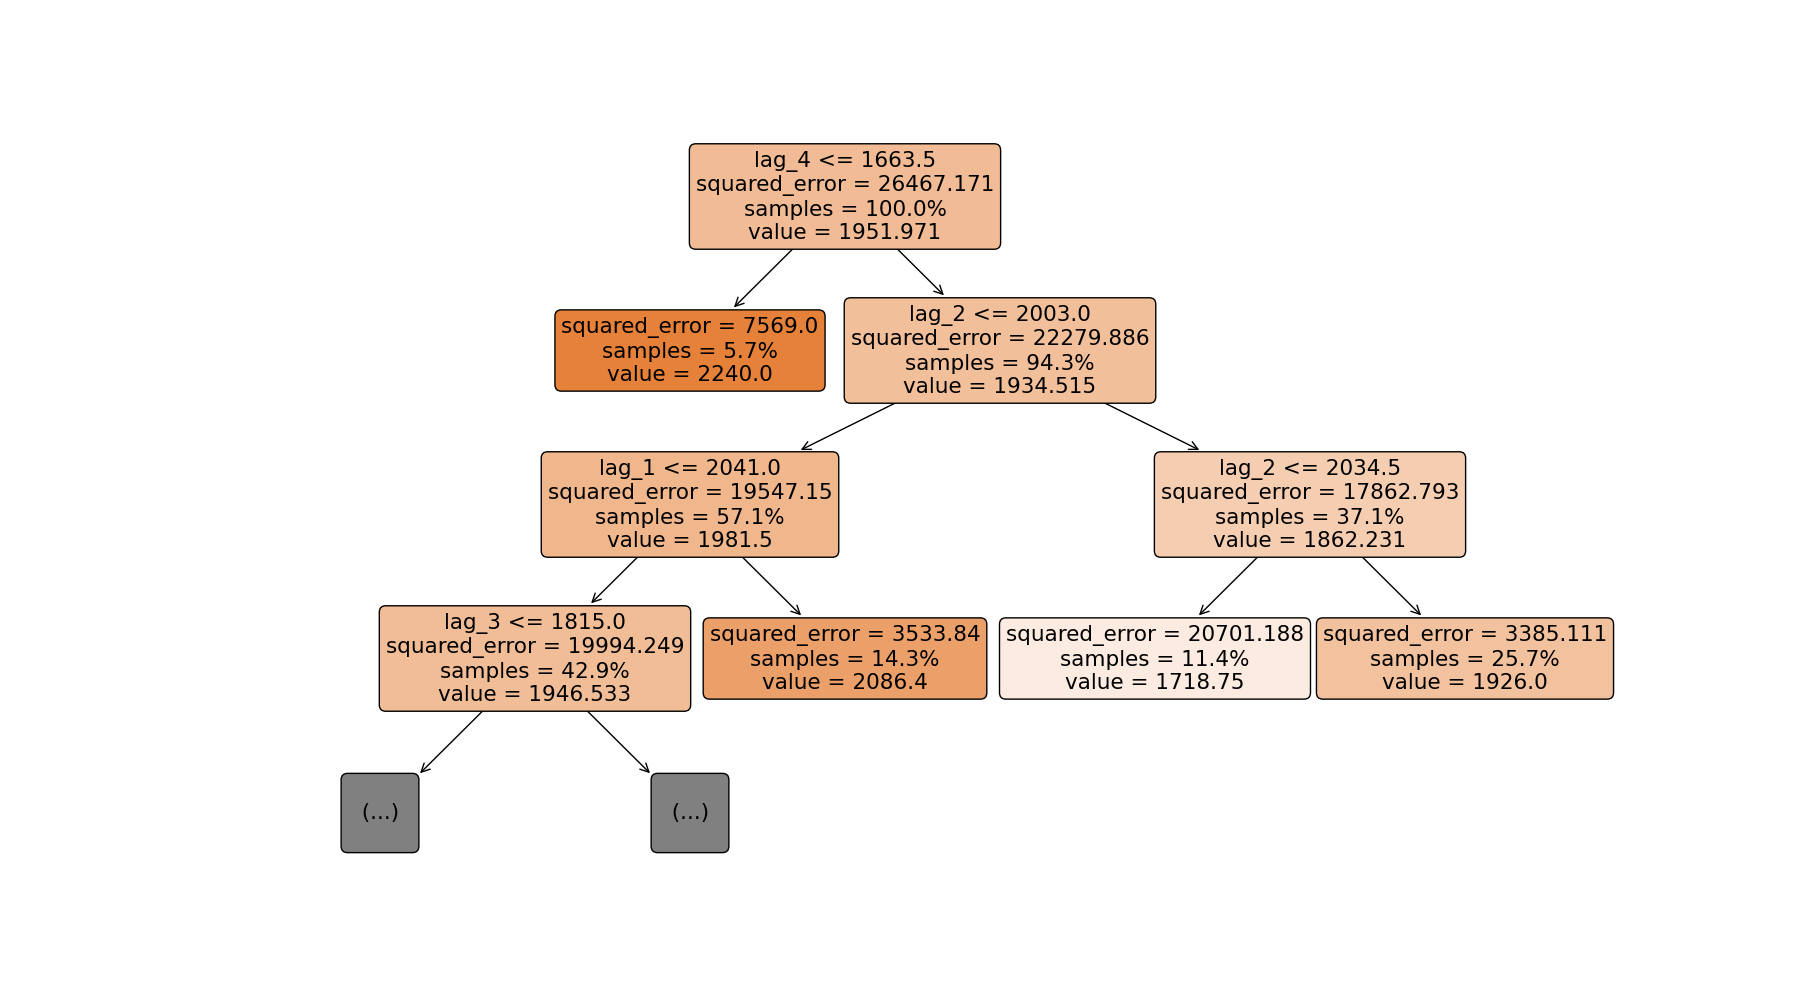 lag_4 <= 1663.5
squared_error = 26467.171
samples = 100.0%
value = 1951.971
squared_error = 7569.0
samples = 5.7%
value = 2240.0
lag_2 <= 2003.0
squared_error = 22279.886
samples = 94.3%
value = 1934.515
lag_1 <= 2041.0
squared_error = 19547.15
samples = 57.1%
value = 1981.5
lag_2 <= 2034.5
squared_error = 17862.793
samples = 37.1%
value = 1862.231
lag_3 <= 1815.0
squared_error = 19994.249
samples = 42.9%
value = 1946.533
squared_error = 3533.84
samples = 14.3%
value = 2086.4
squared_error = 20701.188
samples = 11.4%
value = 1718.75
squared_error = 3385.111
samples = 25.7%
value = 1926.0
(...)
(...)